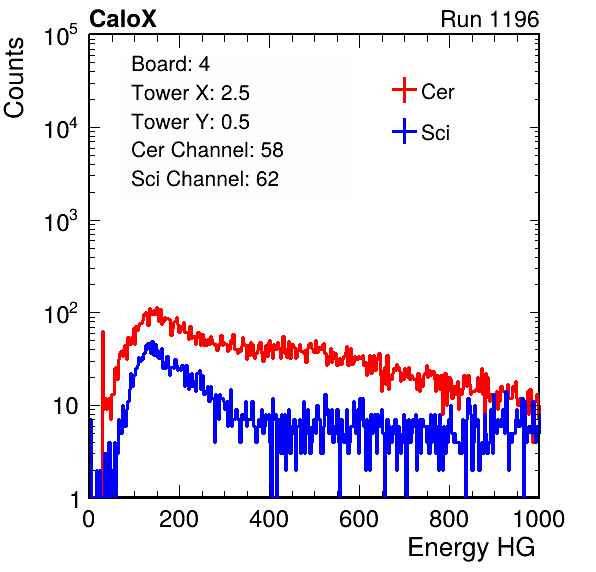 CaloX Run 1196
Counts
Board: 4
Tower X: 2.5
Tower Y: 0.5
Cer Channel: 58
Sci Channel: 62
Cer
Sci
10^5
10^4
10^3
10^2
10
1
0 200 400 600 800 1000
Energy HG